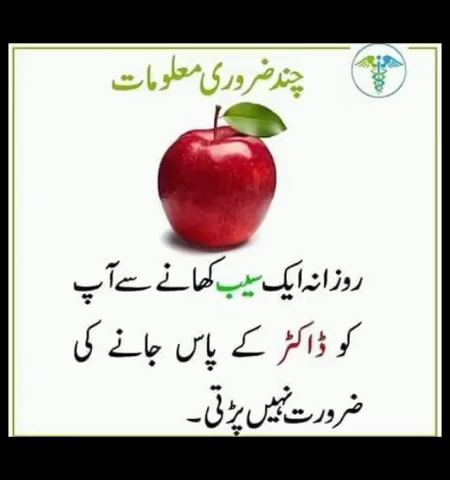 چند ضروری معلومات
روزانہ ایک سیب کھانے سے آپ
کو ڈاکٹر کے پاس جانے کی
ضرورت نہیں پڑتی۔